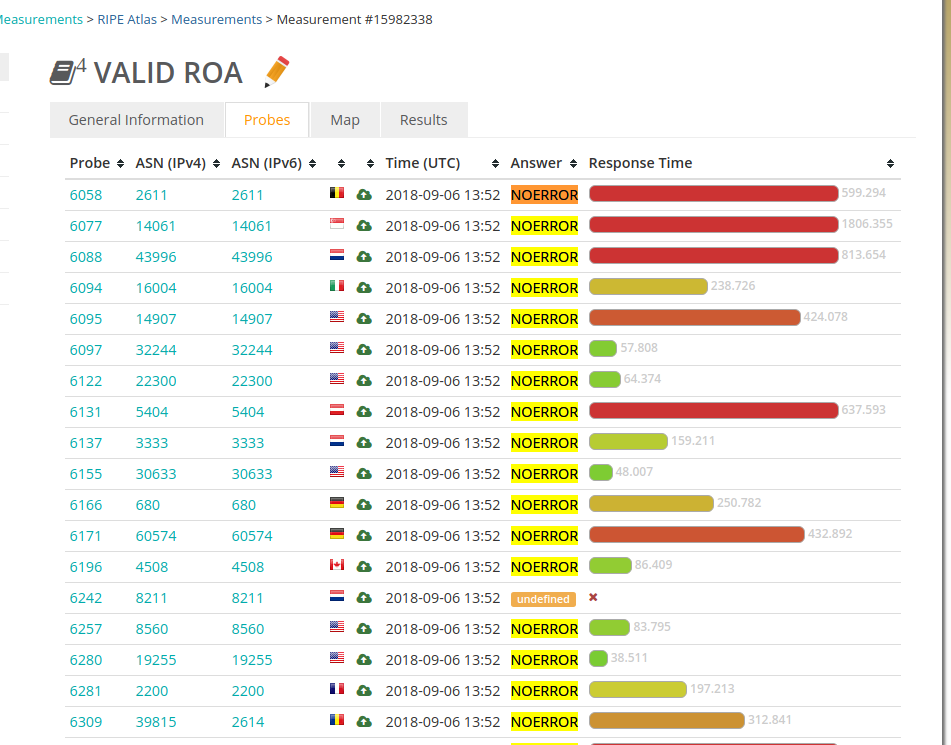 Measurements > RIPE Atlas > Measurements > Measurement #15982338
4 VALID ROA
General Information Probes Map Results
Probe ASN (IPv4) ASN (IPv6) Time (UTC) Answer Response Time
6058 2611 2611 2018-09-06 13:52 NOERROR 599.294
6077 14061 14061 2018-09-06 13:52 NOERROR 1806.355
6088 43996 43996 2018-09-06 13:52 NOERROR 813.654
6094 16004 16004 2018-09-06 13:52 NOERROR 238.726
6095 14907 14907 2018-09-06 13:52 NOERROR 424.078
6097 32244 32244 2018-09-06 13:52 NOERROR 57.808
6122 22300 22300 2018-09-06 13:52 NOERROR 64.374
6131 5404 5404 2018-09-06 13:52 NOERROR 637.593
6137 3333 3333 2018-09-06 13:52 NOERROR 159.211
6155 30633 30633 2018-09-06 13:52 NOERROR 48.007
6166 680 680 2018-09-06 13:52 NOERROR 250.782
6171 60574 60574 2018-09-06 13:52 NOERROR 432.892
6196 4508 4508 2018-09-06 13:52 NOERROR 86.409
6242 8211 8211 2018-09-06 13:52 undefined
6257 8560 8560 2018-09-06 13:52 NOERROR 83.795
6280 19255 19255 2018-09-06 13:52 NOERROR 38.511
6281 2200 2200 2018-09-06 13:52 NOERROR 197.213
6309 39815 2614 2018-09-06 13:52 NOERROR 312.841